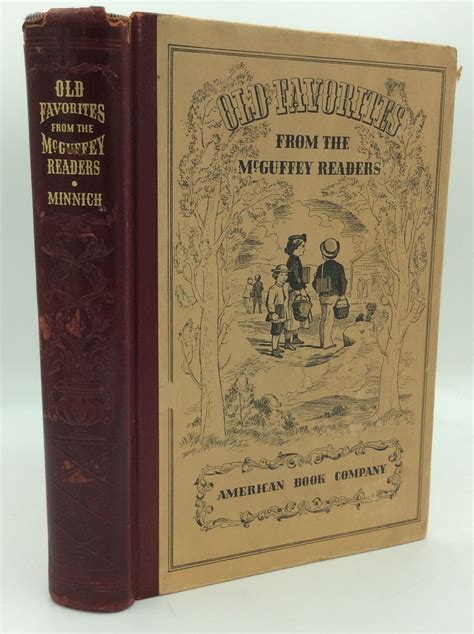 OLD
FAVORITES
FROM THE
McGUFFEY
READERS
•
MINNICH
OLD FAVORITES
FROM THE
McGUFFEY READERS
AMERICAN BOOK COMPANY